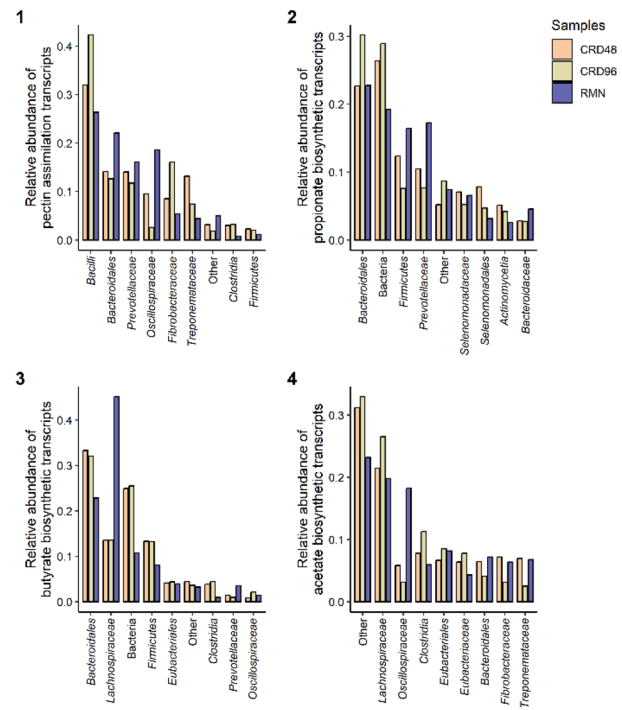 1
Relative abundance of
pectin assimilation transcripts
0.4
0.3
0.2
0.1
0.0
Bacilli
Bacteroidales
Prevotellaceae
Oscillospiraceae
Fibrobacteraceae
Treponemataceae
Other
Clostridia
Firmicutes
2
Relative abundance of
propionate biosynthetic transcripts
0.3
0.2
0.1
0.0
Bacteroidales
Bacteria
Firmicutes
Prevotellaceae
Other
Selenomonadaceae
Selenomonadales
Actinomycetia
Bacteroidaceae
Samples
CRD48
CRD96
RMN
3
Relative abundance of
butyrate biosynthetic transcripts
0.4
0.3
0.2
0.1
0.0
Bacteroidales
Lachnospiraceae
Bacteria
Firmicutes
Eubacteriales
Other
Clostridia
Prevotellaceae
Oscillospiraceae
4
Relative abundance of
acetate biosynthetic transcripts
0.3
0.2
0.1
0.0
Other
Lachnospiraceae
Oscillospiraceae
Clostridia
Eubacteriales
Eubacteriaceae
Bacteroidales
Fibrobacteraceae
Treponemataceae